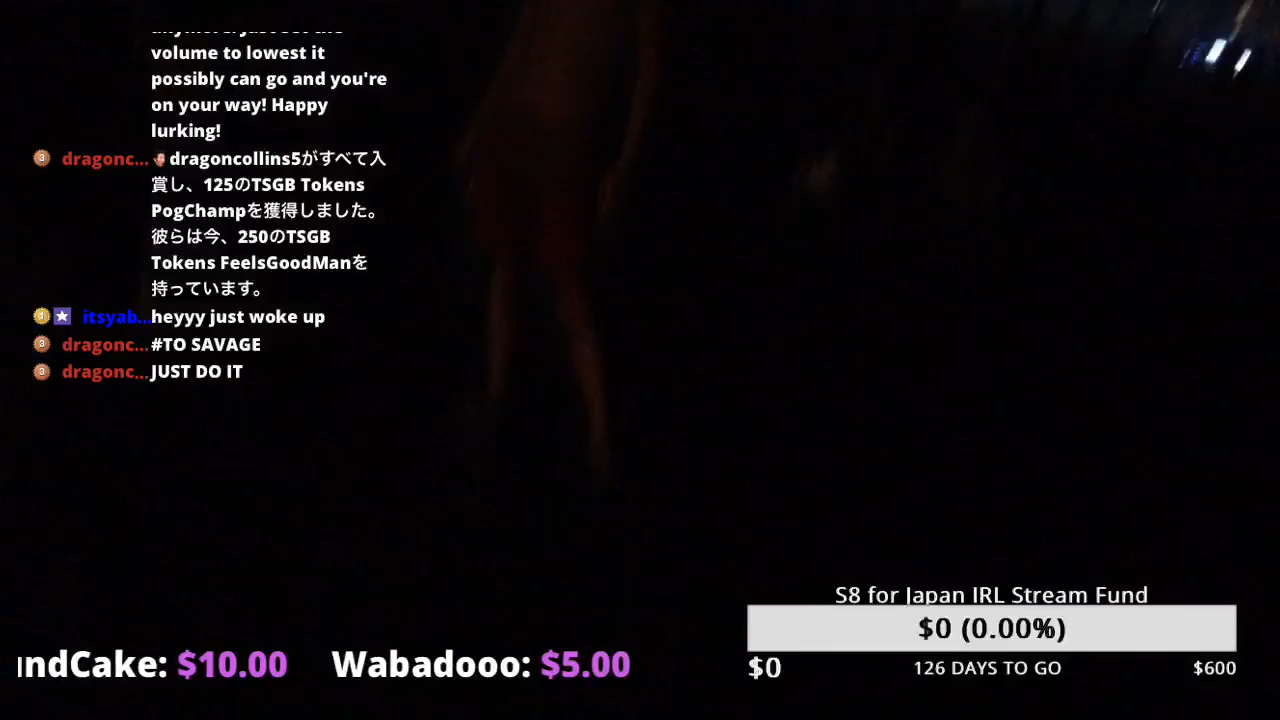 volume to lowest it
possibly can go and you're
on your way! Happy
lurking!
dragonc... dragoncollins5がすべて入
賞し、125のTSGB Tokens
PogChampを獲得しました。
彼らは今、250のTSGB
Tokens FeelsGoodManを
持っています。
itsyab... heyyy just woke up
dragonc... #TO SAVAGE
dragonc... JUST DO IT
S8 for Japan IRL Stream Fund
$0 (0.00%)
$0 126 DAYS TO GO $600
ndCake: $10.00 Wabadooo: $5.00